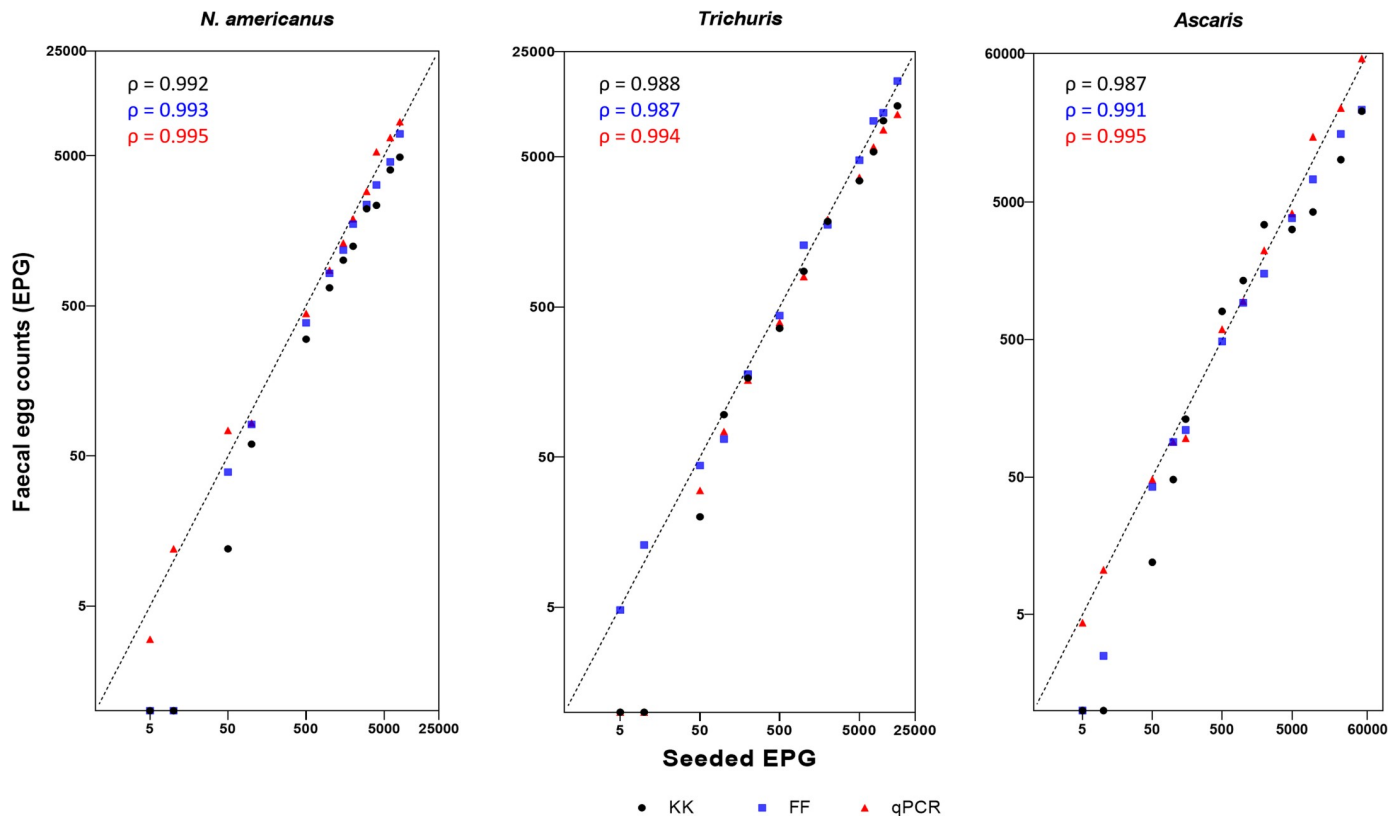 N. americanus
Trichuris
Ascaris
Faecal egg counts (EPG)
25000
5000
500
50
5
ρ = 0.992
ρ = 0.993
ρ = 0.995
5 50 500 5000 25000
25000
5000
500
50
5
ρ = 0.988
ρ = 0.987
ρ = 0.994
5 50 500 5000 25000
60000
5000
500
50
5
ρ = 0.987
ρ = 0.991
ρ = 0.995
5 50 500 5000 60000
Seeded EPG
KK FF qPCR